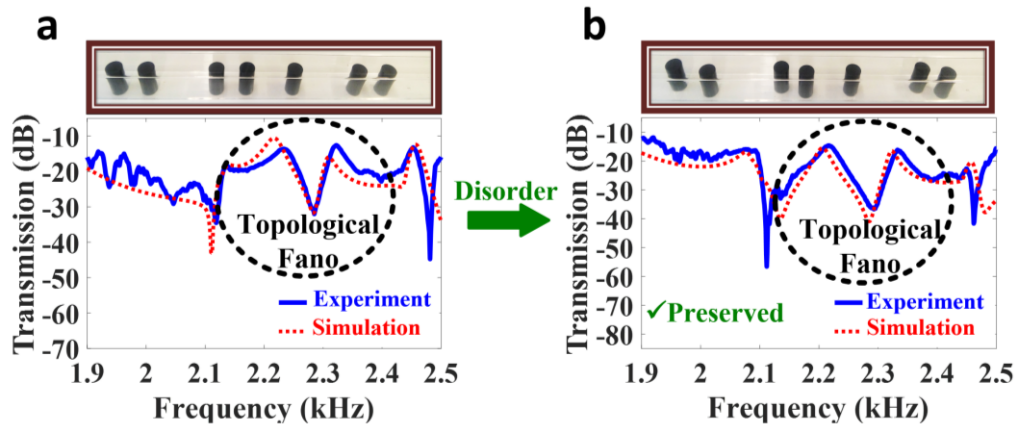 a
b
Transmission (dB)
-10
-20
-30
-40
-50
-60
-70
Topological
Fano
Experiment
Simulation
1.9 2 2.1 2.2 2.3 2.4 2.5
Frequency (kHz)
Disorder
Transmission (dB)
-10
-20
-30
-40
-50
-60
-70
-80
Topological
Fano
✓Preserved
Experiment
Simulation
1.9 2 2.1 2.2 2.3 2.4 2.5
Frequency (kHz)